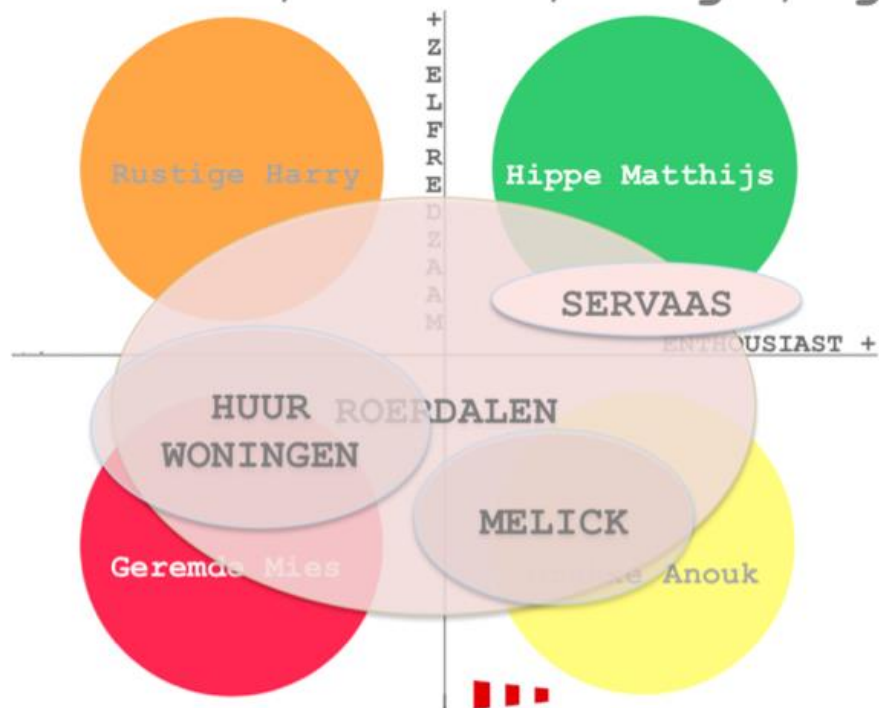 +ZELFREDZAAM
Rustige Harry
Hippe Matthijs
SERVAAS
ENTHOUSIAST +
HUUR
WONINGEN
ROERDALEN
MELICK
Geremde Mies
Anouk